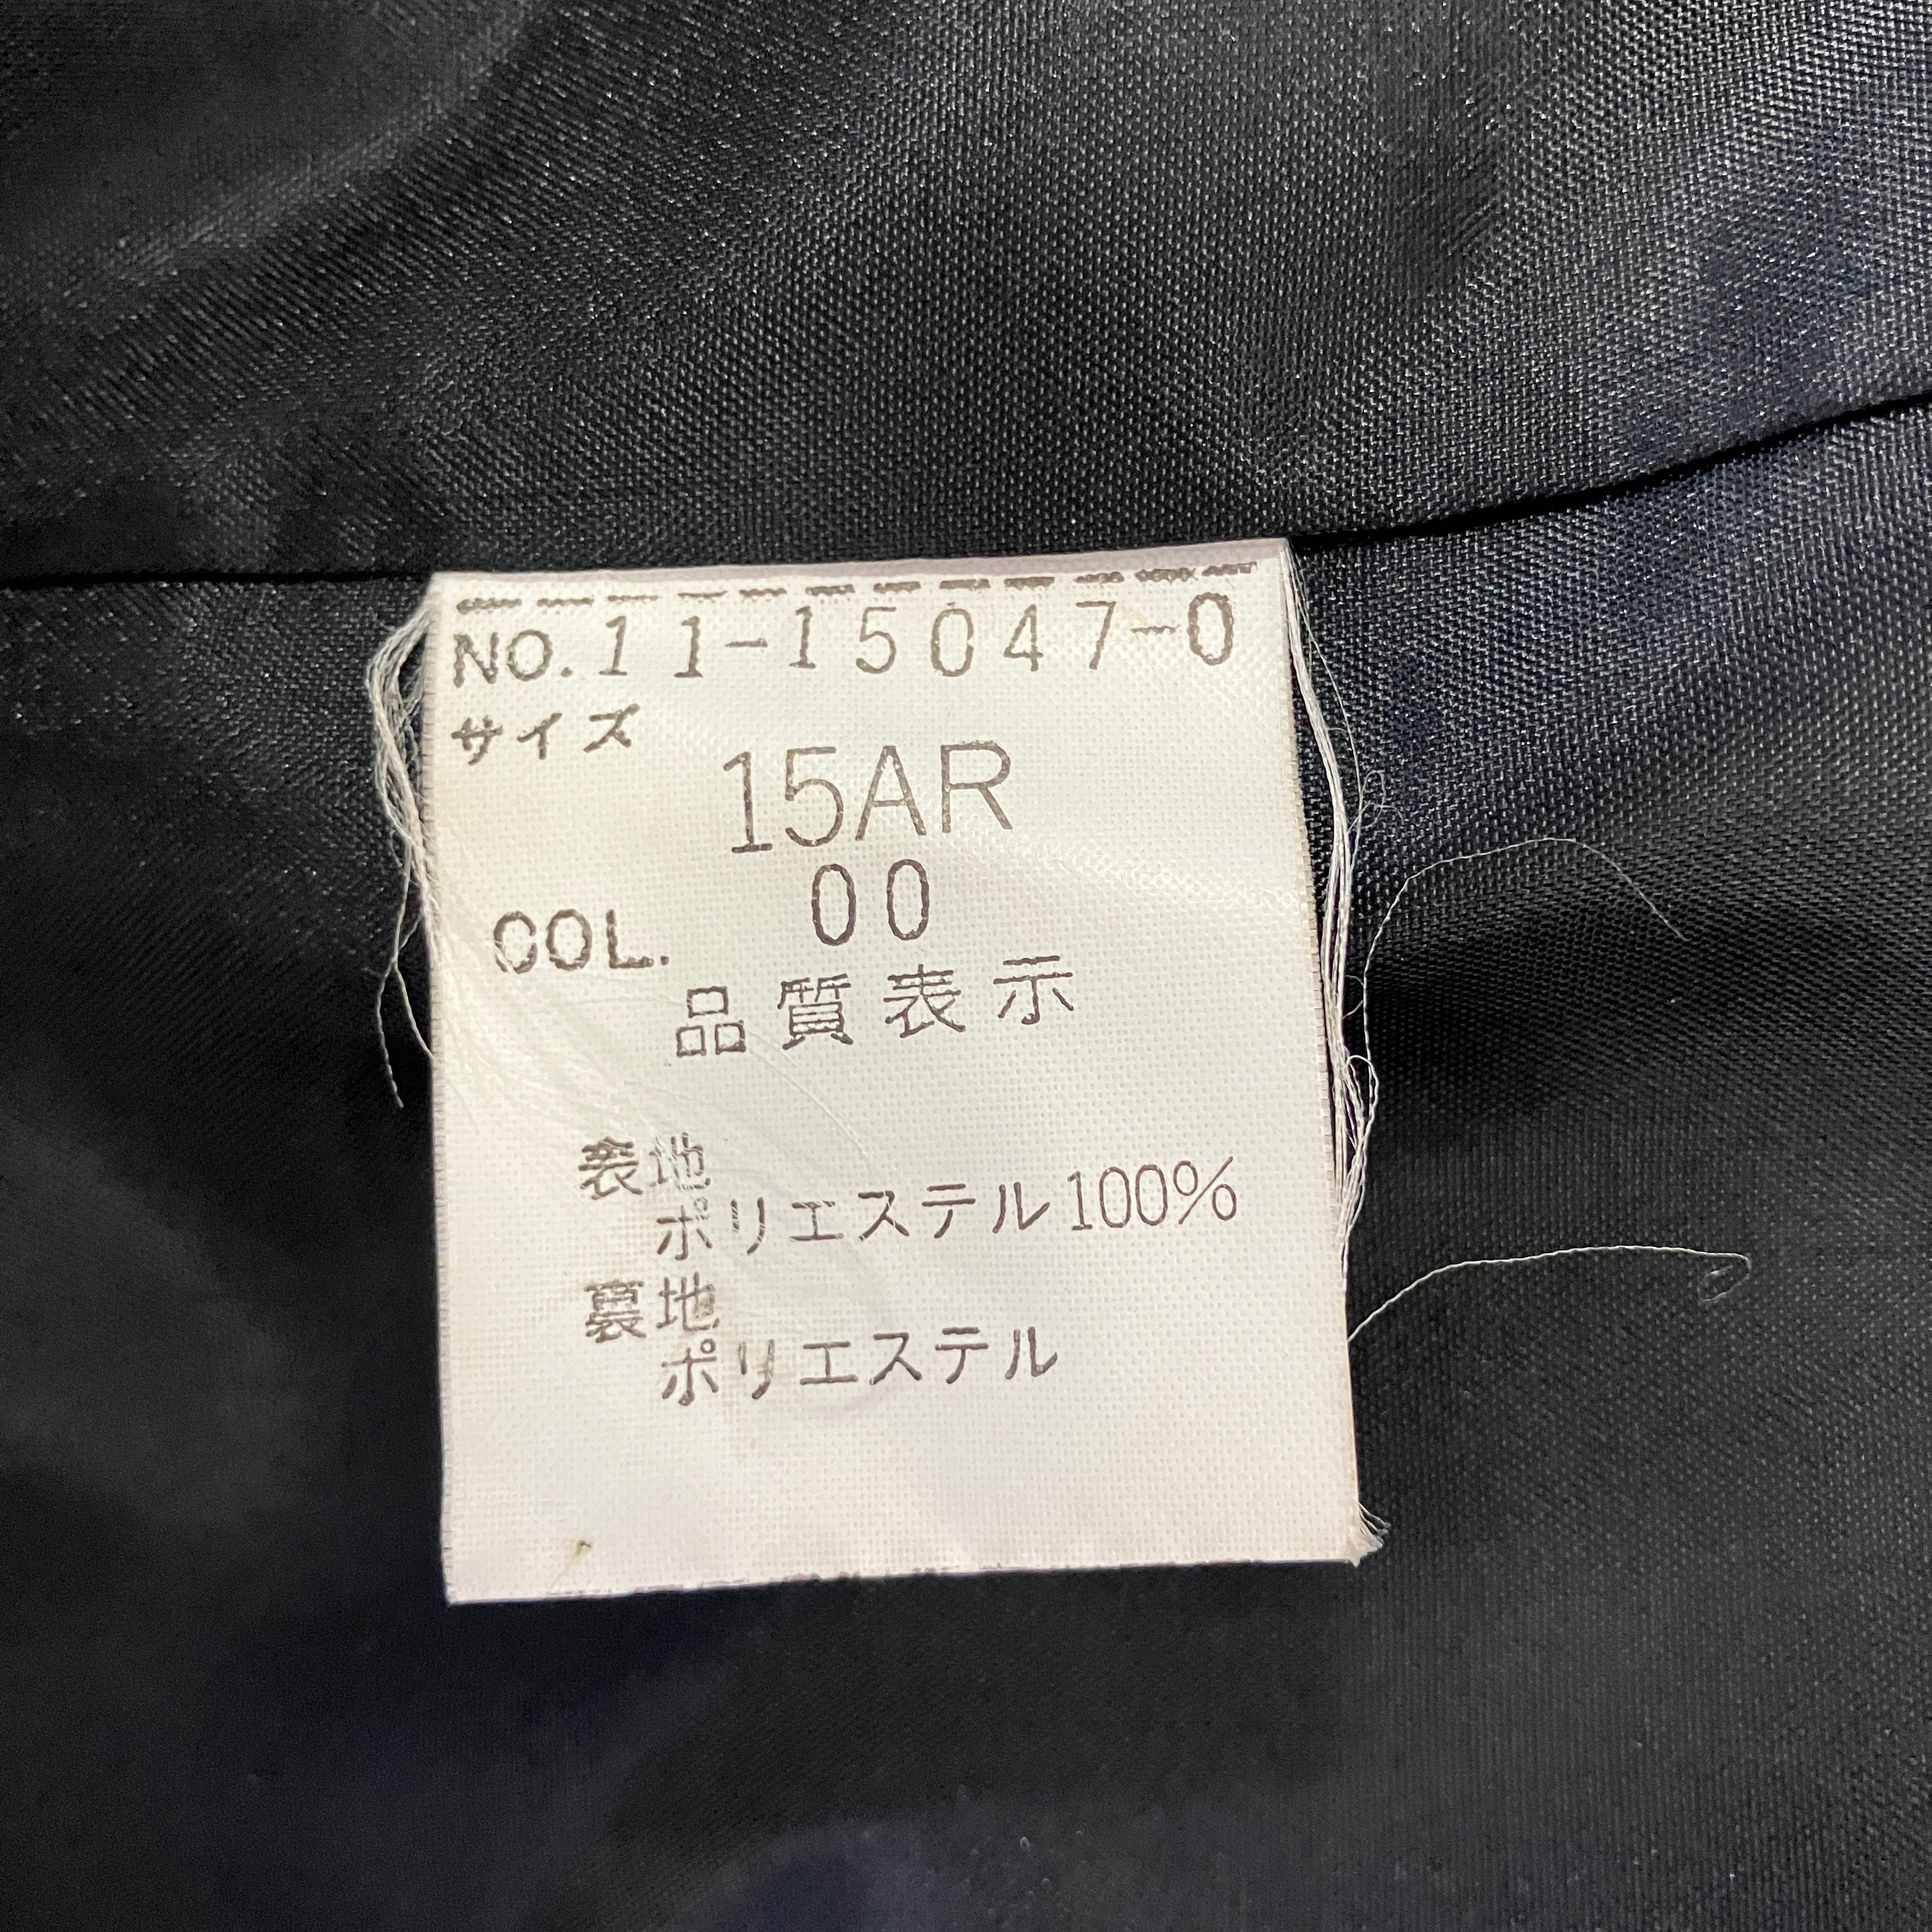 NO.11-15047-0
サイズ
15AR
COL. 00
品質表示
表地
ポリエステル100%
裏地
ポリエステル